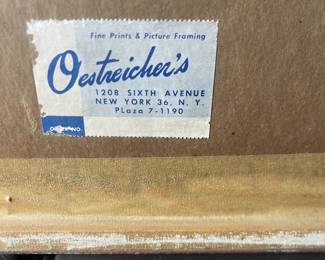 Fine Prints & Picture Framing
Oestreicher's
1208 SIXTH AVENUE
NEW YORK 36, N. Y.
PLaza 7-1190